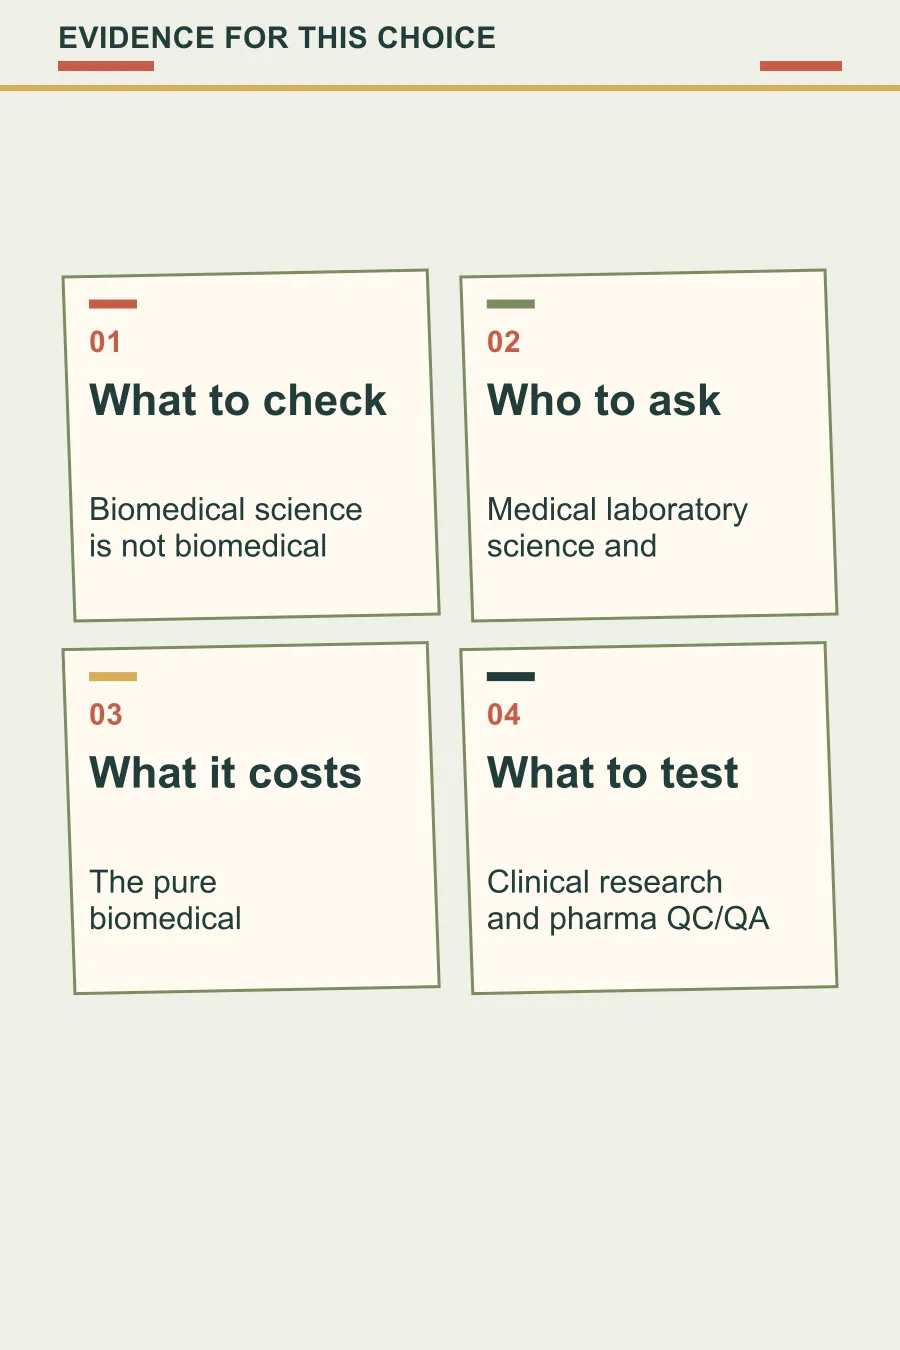 EVIDENCE FOR THIS CHOICE
01
What to check
Biomedical science
is not biomedical
02
Who to ask
Medical laboratory
science and
03
What it costs
The pure
biomedical
04
What to test
Clinical research
and pharma QC/QA